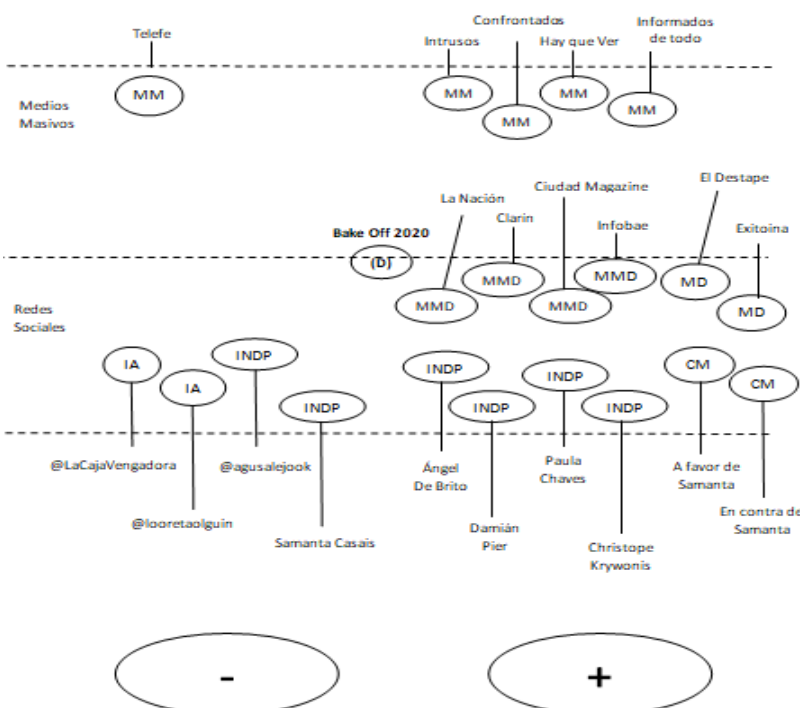 Telefe
Intrusos
Confrontados
Hay que Ver
Informados
de todo
Medios
Masivos
MM
MM
MM
MM
MM
La Nación
Clarín
Ciudad Magazine
Infobae
El Destape
Exitoina
Bake Off 2020
(D)
MMD
MMD
MMD
MMD
MD
MD
Redes
Sociales
IA
IA
INDP
INDP
INDP
INDP
INDP
INDP
CM
CM
@LaCajaVengadora
@looretaolguin
@agusalejook
Samanta Casais
Ángel
De Brito
Damián
Pier
Paula
Chaves
Christope
Krywonis
A favor de
Samanta
En contra de
Samanta
-
+